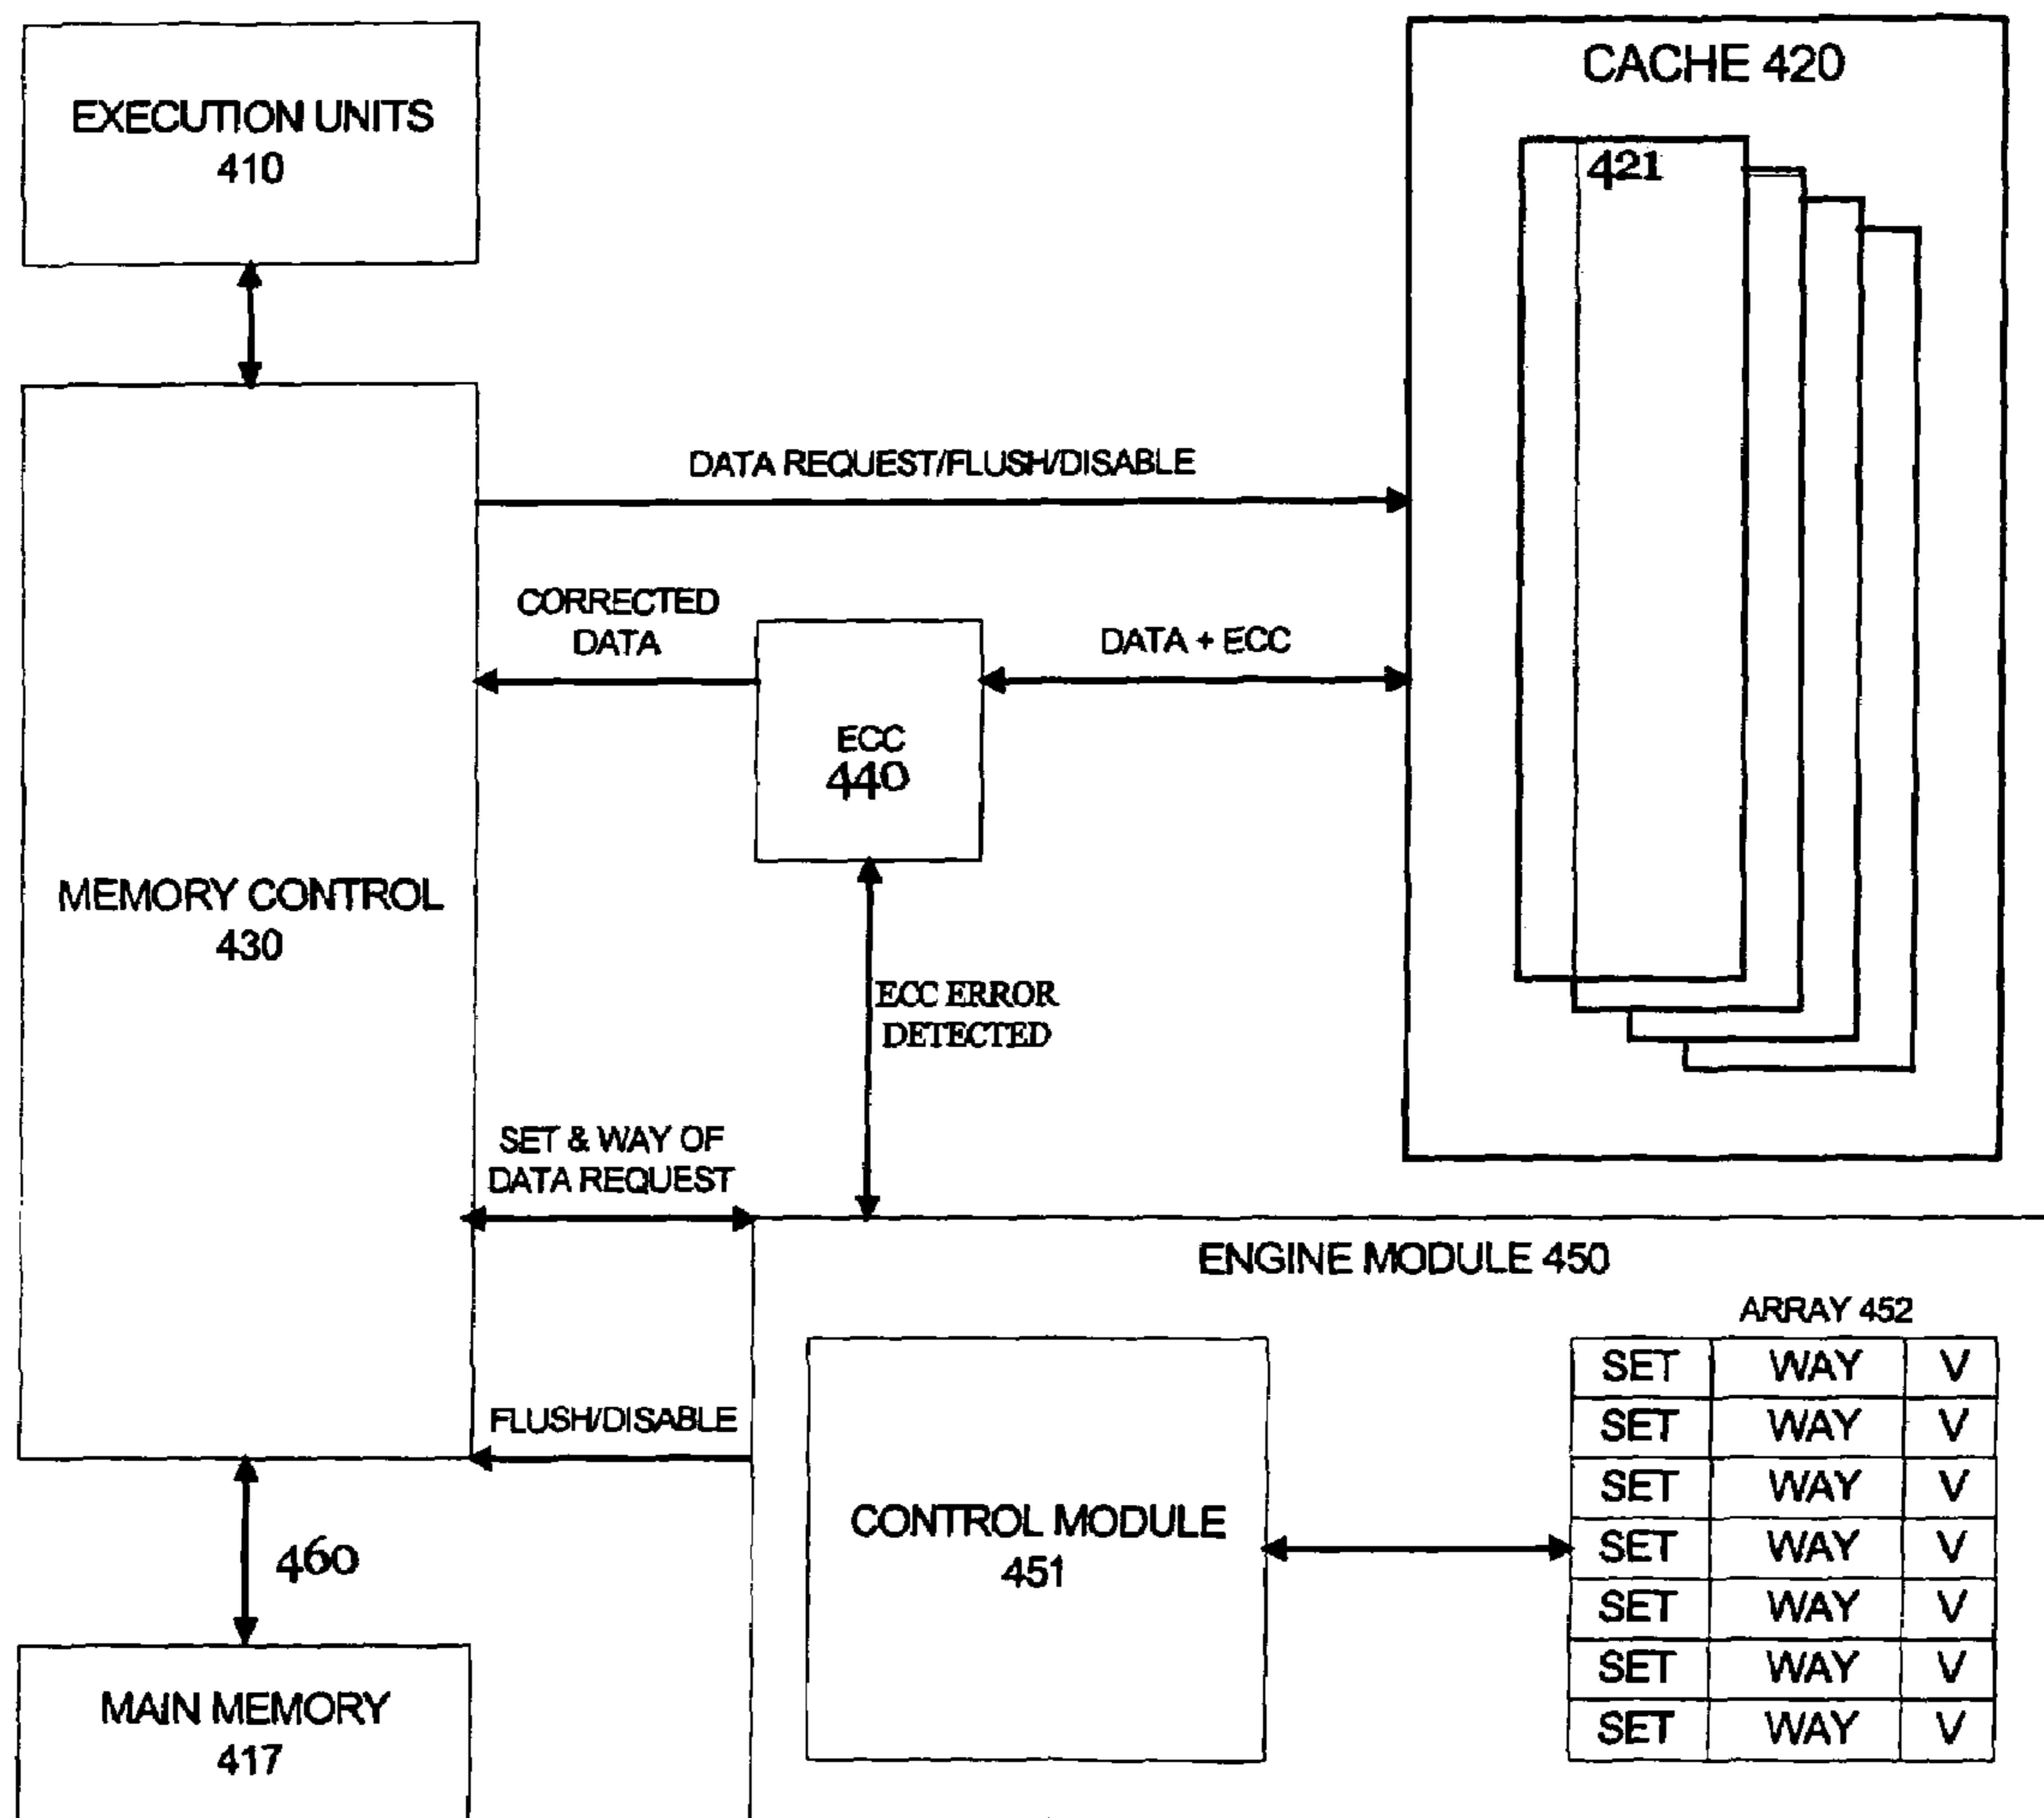 EXECUTION UNITS
410
CACHE 420
421
DATA REQUEST/FLUSH/DISABLE
CORRECTED
DATA
DATA + ECC
ECC
440
MEMORY CONTROL
430
ECC ERROR
DETECTED
SET & WAY OF
DATA REQUEST
ENGINE MODULE 450
ARRAY 452
SET WAY V
SET WAY V
SET WAY V
SET WAY V
SET WAY V
SET WAY V
SET WAY V
FLUSH/DISABLE
CONTROL MODULE
451
460
MAIN MEMORY
417